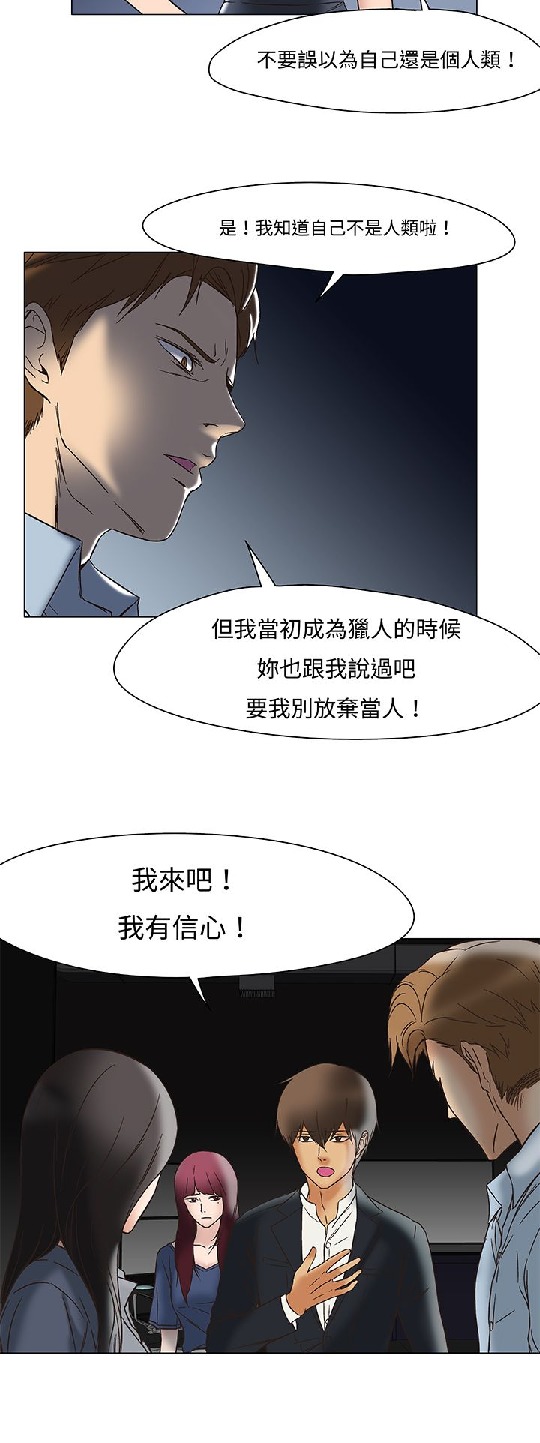 不要誤以為自己還是個人類！
是！我知道自己不是人類啦！
但我當初成為獵人的時候
妳也跟我說過吧
要我別放棄當人！
我來吧！
我有信心！